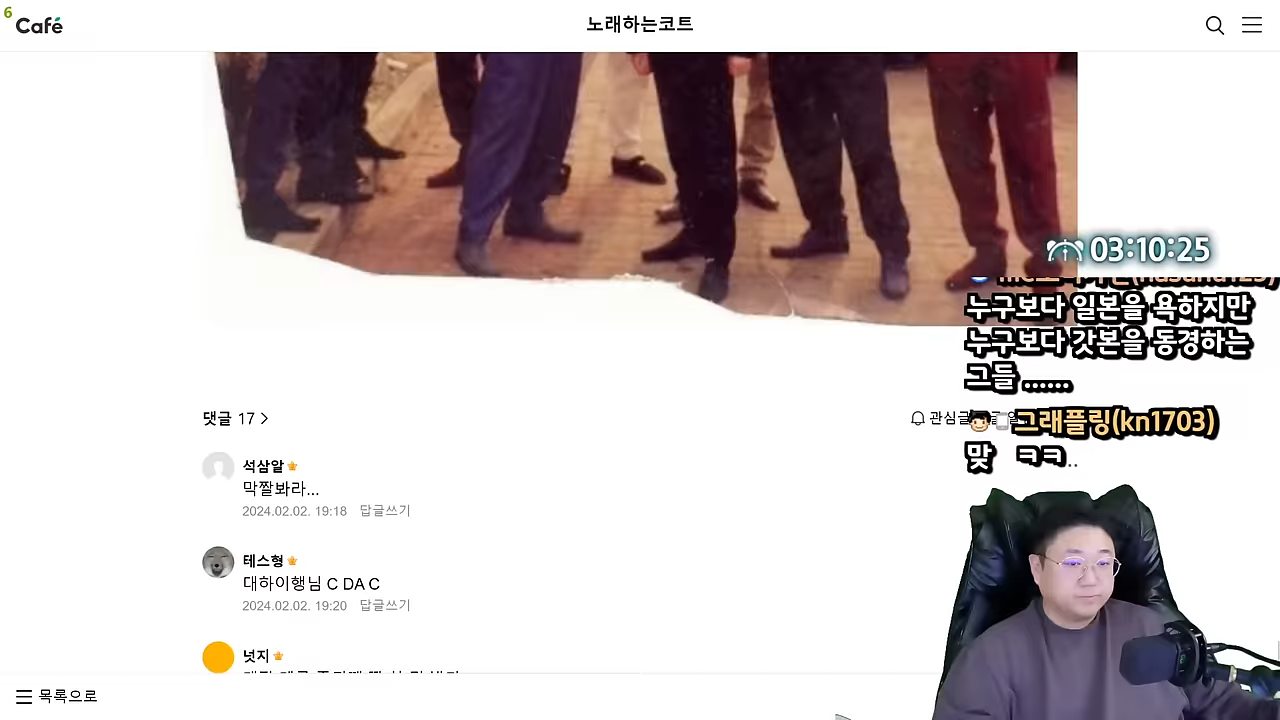 6
Café
노래하는코트
03:10:25
누구보다 일본을 욕하지만
누구보다 갓본을 동경하는
그들 ......
그래플링(kn1703)
맞 ㅋㅋ..
댓글 17
관심글
석삼알
막짤봐라...
2024.02.02. 19:18 답글쓰기
테스형
대하이행님 C DA C
2024.02.02. 19:20 답글쓰기
넛지
목록으로